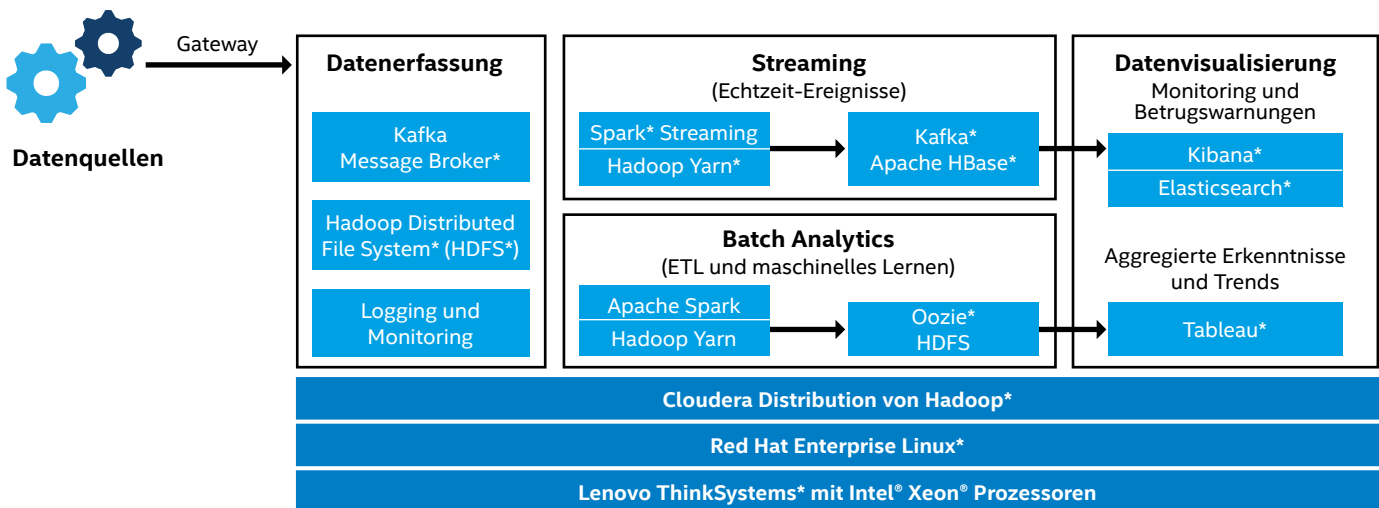 Gateway
Datenquellen
Datenerfassung
Kafka
Message Broker*
Hadoop Distributed
File System* (HDFS*)
Logging und
Monitoring
Streaming
(Echtzeit-Ereignisse)
Spark* Streaming
Hadoop Yarn*
Kafka*
Apache HBase*
Batch Analytics
(ETL und maschinelles Lernen)
Apache Spark
Hadoop Yarn
Oozie*
HDFS
Datenvisualisierung
Monitoring und
Betrugswarnungen
Kibana*
Elasticsearch*
Aggregierte Erkenntnisse
und Trends
Tableau*
Cloudera Distribution von Hadoop*
Red Hat Enterprise Linux*
Lenovo ThinkSystems* mit Intel® Xeon® Prozessoren